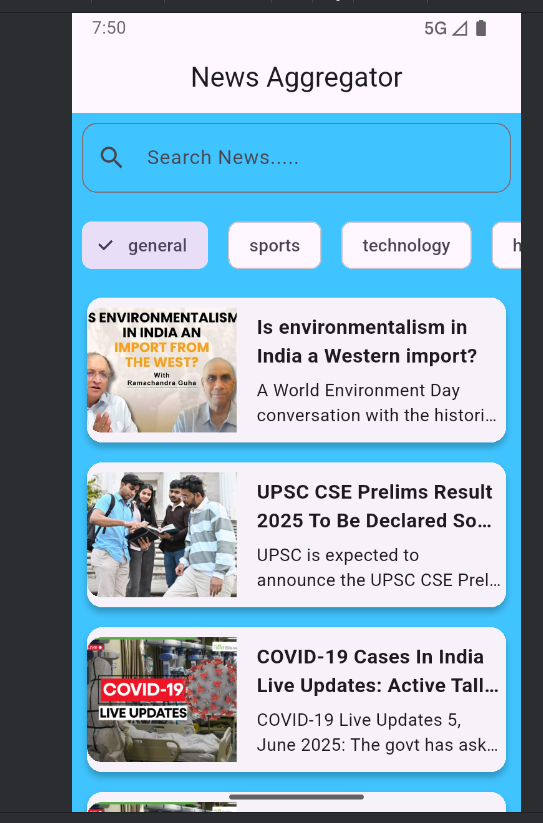 7:50
5G
News Aggregator
Search News.....
general
sports
technology
h
S ENVIRONMENTALISM
IN INDIA AN
IMPORT FROM
THE WEST?
With
Ramachandra Guha
Is environmentalism in
India a Western import?
A World Environment Day
conversation with the histori…
UPSC CSE Prelims Result
2025 To Be Declared So…
UPSC is expected to
announce the UPSC CSE Prel…
LIVE
COVID-19
LIVE UPDATES
COVID-19 Cases In India
Live Updates: Active Tall…
COVID-19 Live Updates 5,
June 2025: The govt has ask…